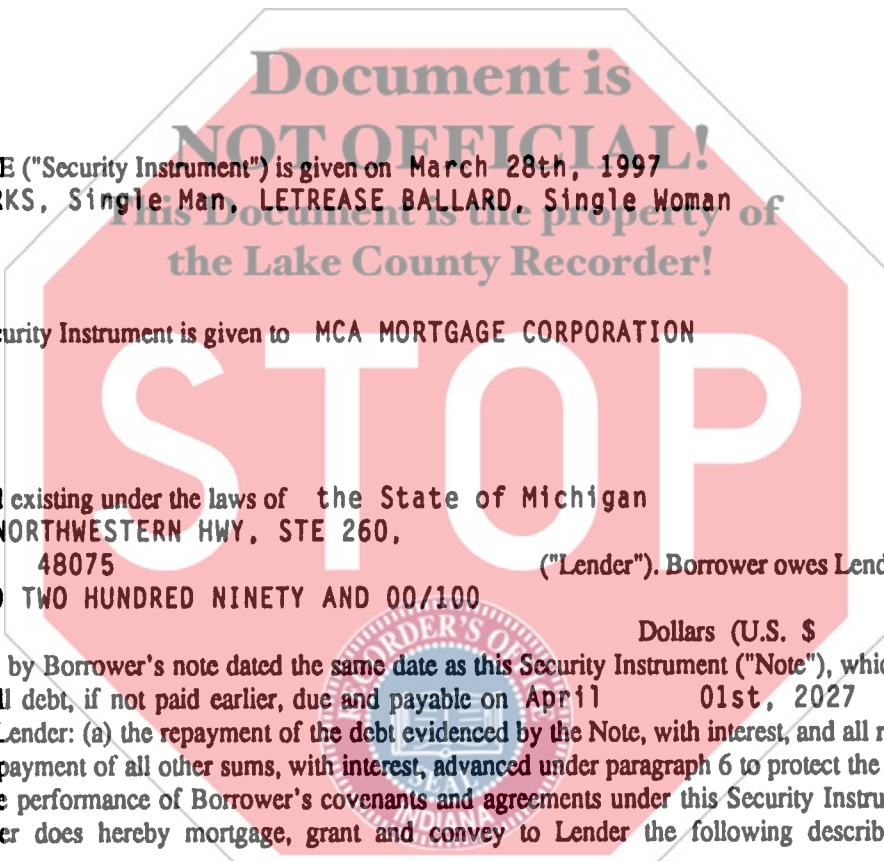 Document is
NOT OFFICIAL!
E ("Security Instrument") is given on March 28th, 1997
KS, Single Man, LETREASE BALLARD, Single Woman
This Document is the property of
the Lake County Recorder!
curity Instrument is given to MCA MORTGAGE CORPORATION
STOP
existing under the laws of the State of Michigan
NORTHWESTERN HWY, STE 260,
48075 ("Lender"). Borrower owes Lend
TWO HUNDRED NINETY AND 00/100
Dollars (U.S. $
by Borrower's note dated the same date as this Security Instrument ("Note"), whic
ll debt, if not paid earlier, due and payable on April 01st, 2027
Lender: (a) the repayment of the debt evidenced by the Note, with interest, and all r
payment of all other sums, with interest, advanced under paragraph 6 to protect the
e performance of Borrower's covenants and agreements under this Security Instru
er does hereby mortgage, grant and convey to Lender the following describ
RECORDER'S OFFICE
SEAL
INDIANA